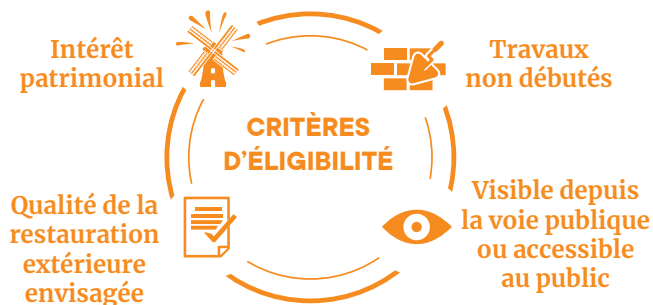 Intérêt
patrimonial
Travaux
non débutés
CRITÈRES
D'ÉLIGIBILITÉ
Qualité de la
restauration
extérieure
envisagée
Visible depuis
la voie publique
ou accessible
au public